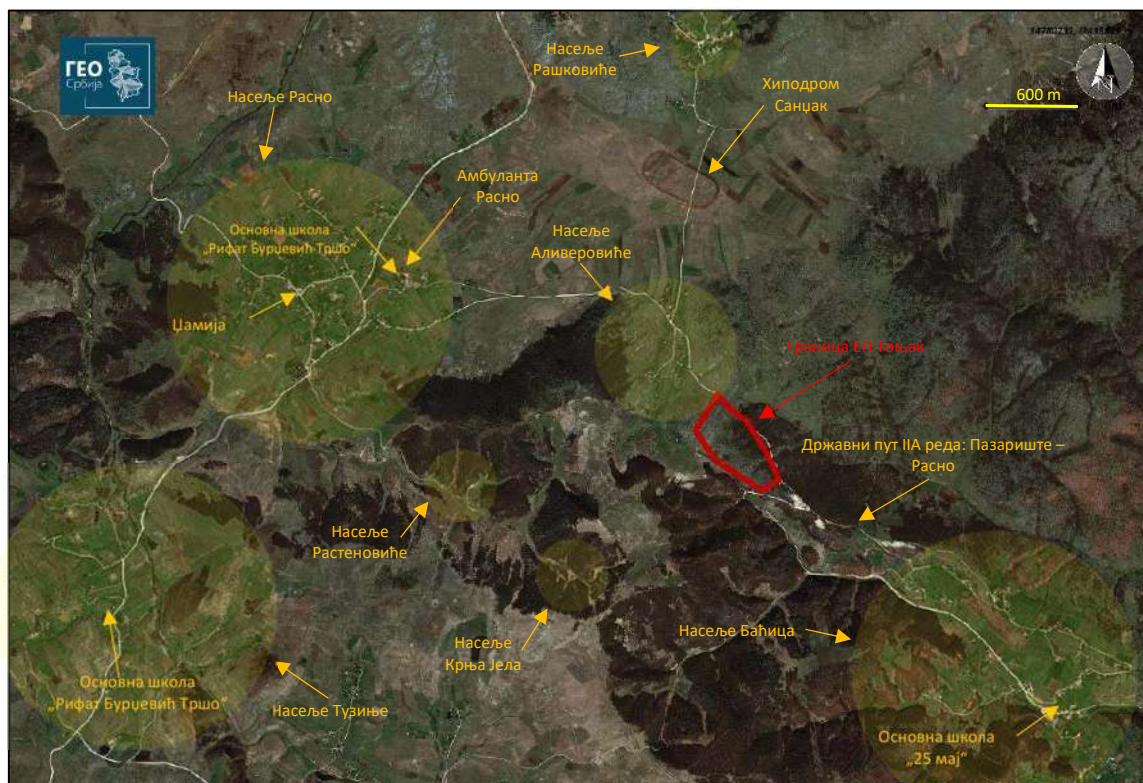 ГЕО
Србија
Насеље
Рашковиће
600 m
Хиподром
Санџак
Насеље Расно
Амбуланта
Расно
Основна школа
„Рифат Бурџевић Тршо“
Насеље
Аливеровиће
Џамија
Граница ЕП Гоњак
Државни пут IIA реда: Пазариште –
Расно
Насеље
Растеновиће
Насеље
Крња Јела
Насеље Баћица
Основна школа
„Рифат Бурџевић Тршо“
Насеље Тузиње
Основна школа
„25 мај“